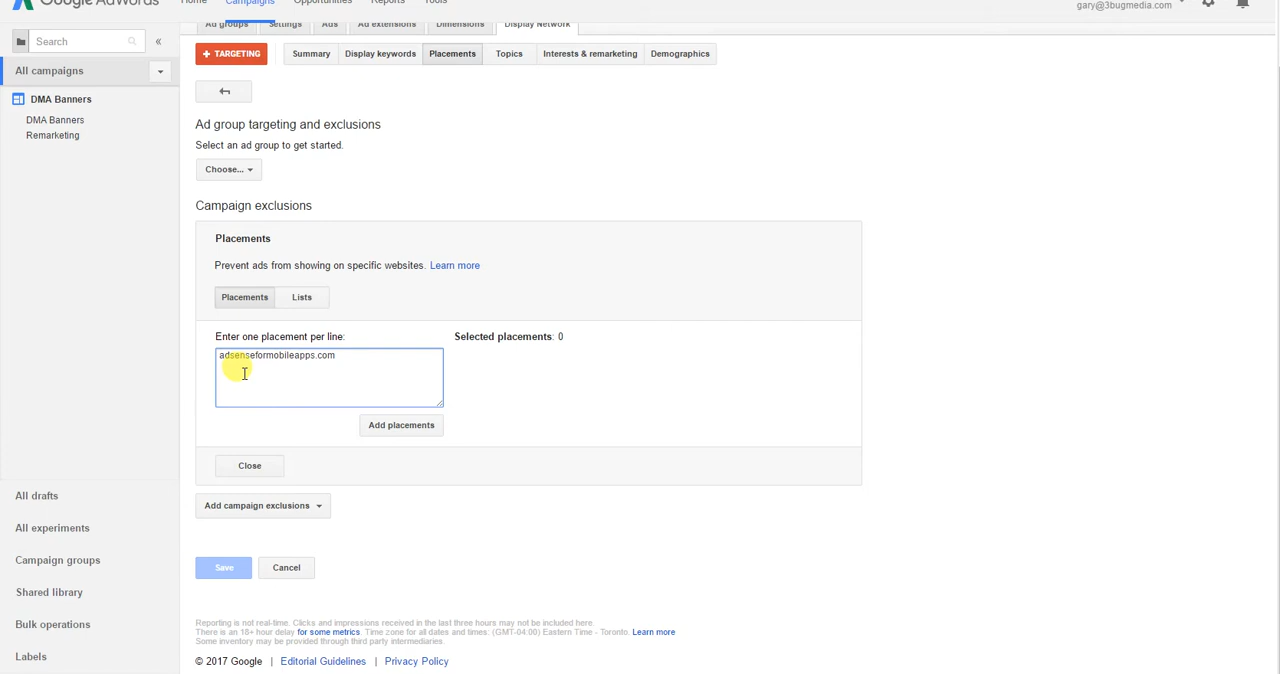 Google AdWords
Home Campaigns Opportunities Reports Tools
gary@3bugmedia.com
Ad groups Settings Ads Ad extensions Dimensions Display Network
Search
«
+ TARGETING Summary Display keywords Placements Topics Interests & remarketing Demographics
All campaigns
DMA Banners
DMA Banners
Remarketing
Ad group targeting and exclusions
Select an ad group to get started.
Choose...
Campaign exclusions
Placements
Prevent ads from showing on specific websites. Learn more
Placements Lists
Enter one placement per line: Selected placements: 0
adsenseformobileapps.com
Add placements
Close
Add campaign exclusions
Save Cancel
All drafts
All experiments
Campaign groups
Shared library
Bulk operations
Labels
Reporting is not real-time. Clicks and impressions received in the last three hours may not be included here.
There is an 18+ hour delay for some metrics. Time zone for all dates and times: (GMT-04:00) Eastern Time - Toronto. Learn more
Some inventory may be provided through third party intermediaries.
© 2017 Google | Editorial Guidelines | Privacy Policy